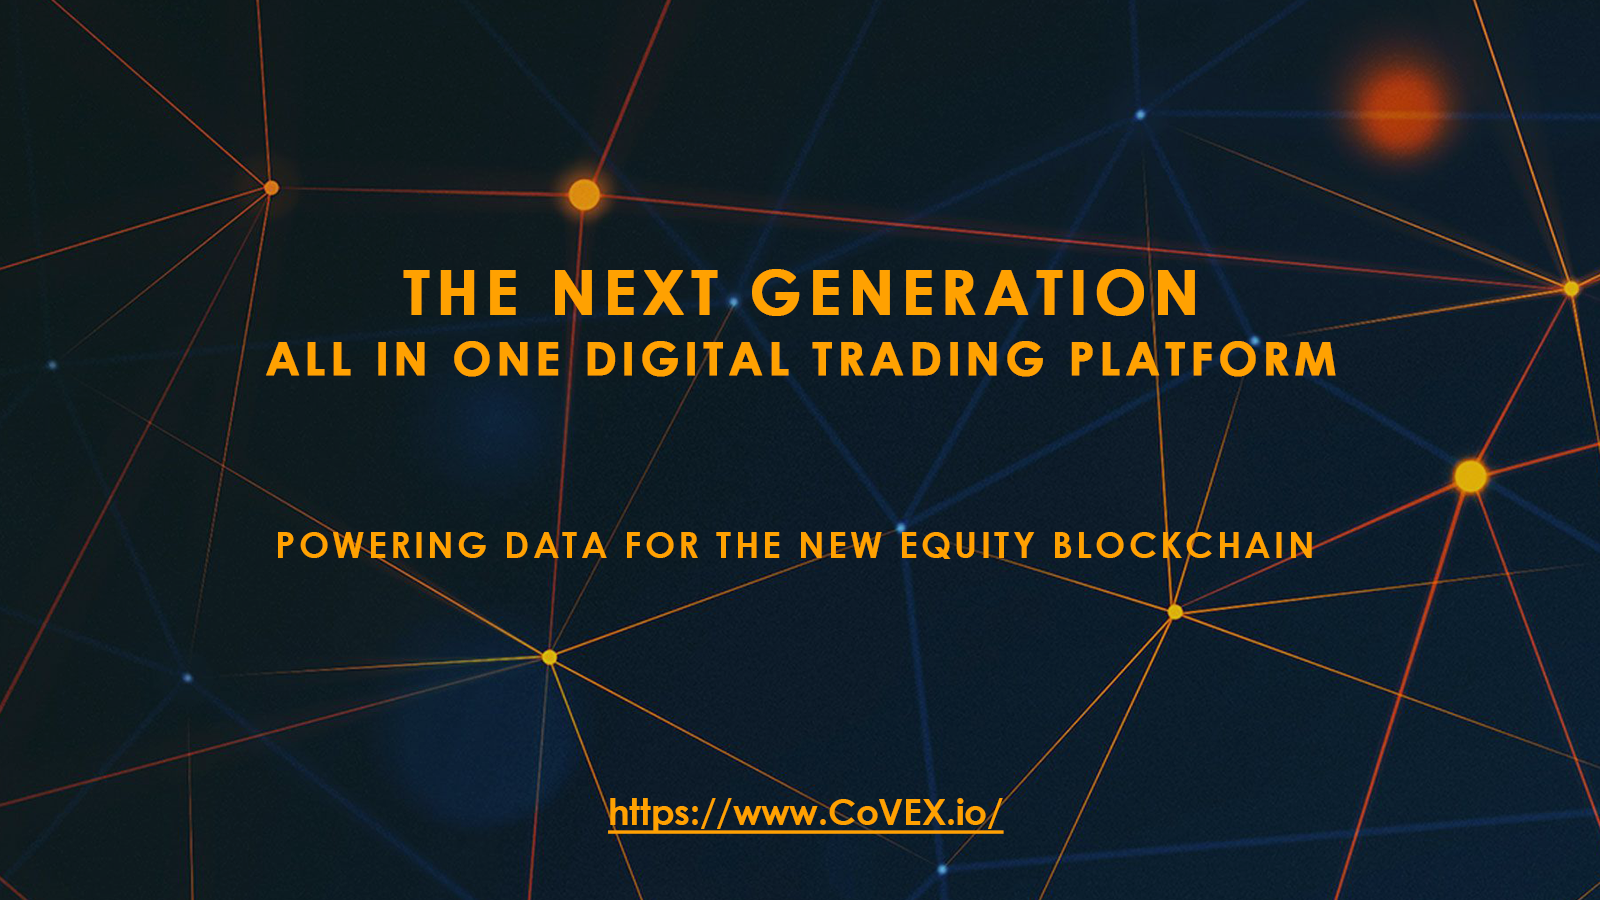 THE NEXT GENERATION
ALL IN ONE DIGITAL TRADING PLATFORM
POWERING DATA FOR THE NEW EQUITY BLOCKCHAIN
https://www.CoVEX.io/